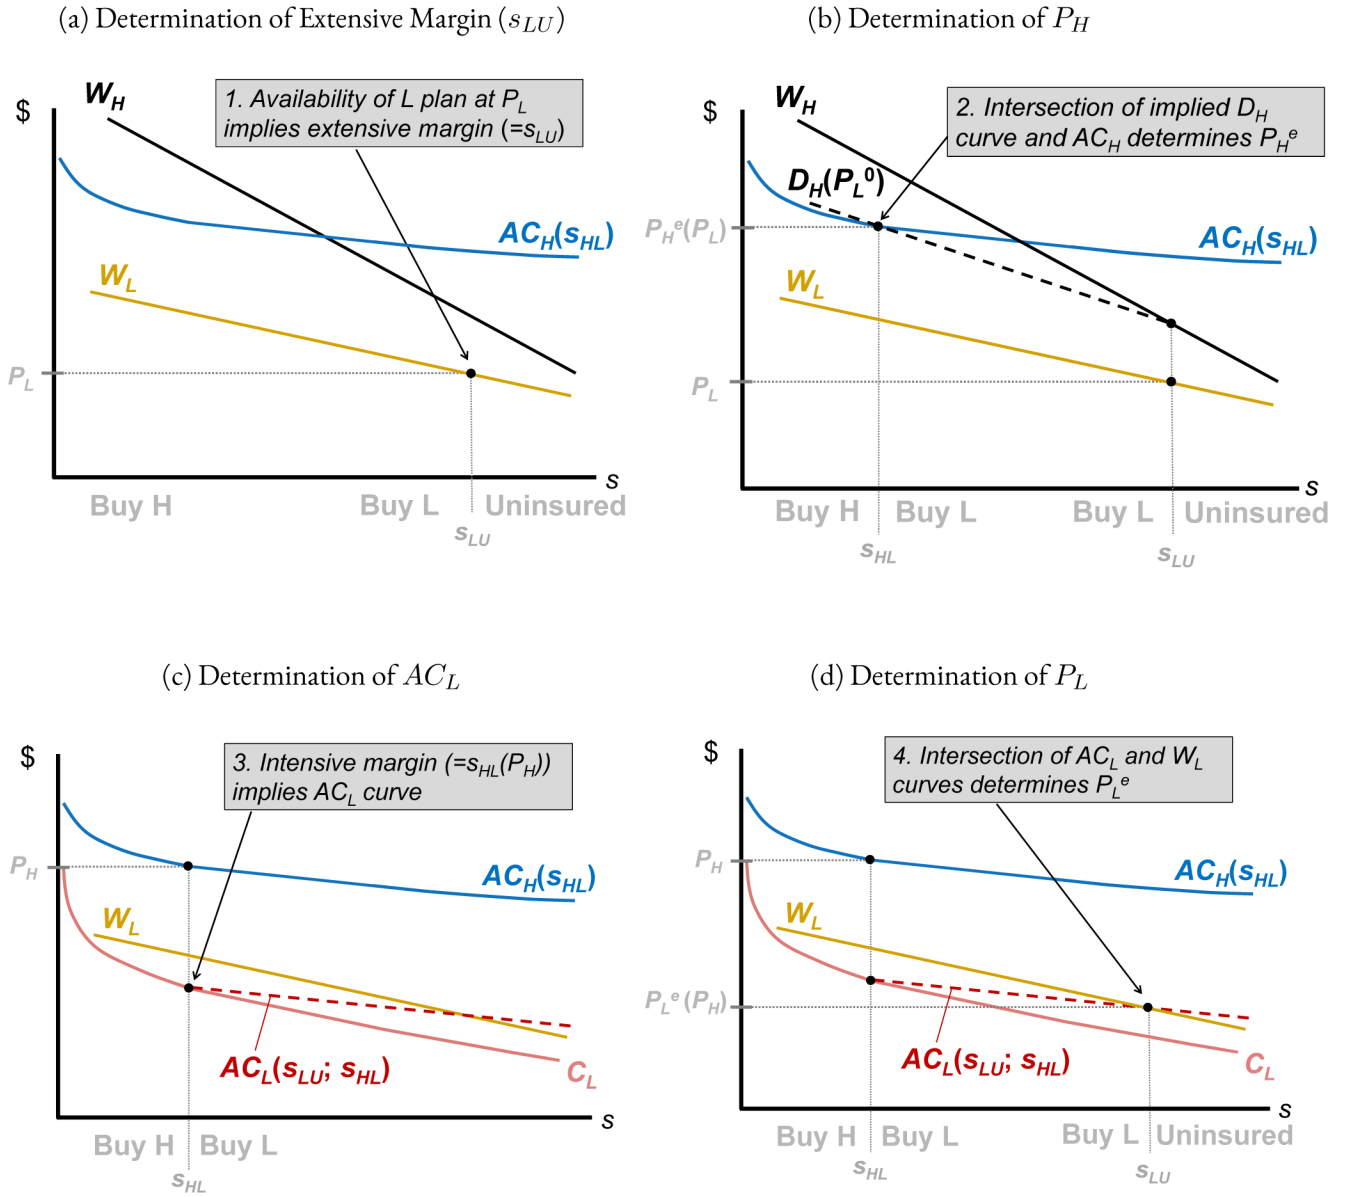 (a) Determination of Extensive Margin (s_LU)
$
W_H
1. Availability of L plan at P_L
implies extensive margin (=s_LU)
AC_H(s_HL)
W_L
P_L
s
Buy H
Buy L
Uninsured
s_LU
(b) Determination of P_H
$
W_H
2. Intersection of implied D_H
curve and AC_H determines P_H^e
D_H(P_L^0)
P_H^e(P_L)
AC_H(s_HL)
W_L
P_L
s
Buy H
Buy L
Buy L
Uninsured
s_HL
s_LU
(c) Determination of AC_L
$
3. Intensive margin (=s_HL(P_H))
implies AC_L curve
P_H
AC_H(s_HL)
W_L
AC_L(s_LU; s_HL)
C_L
s
Buy H
Buy L
s_HL
(d) Determination of P_L
$
4. Intersection of AC_L and W_L
curves determines P_L^e
P_H
AC_H(s_HL)
W_L
P_L^e (P_H)
AC_L(s_LU; s_HL)
C_L
s
Buy H
Buy L
Buy L
Uninsured
s_HL
s_LU